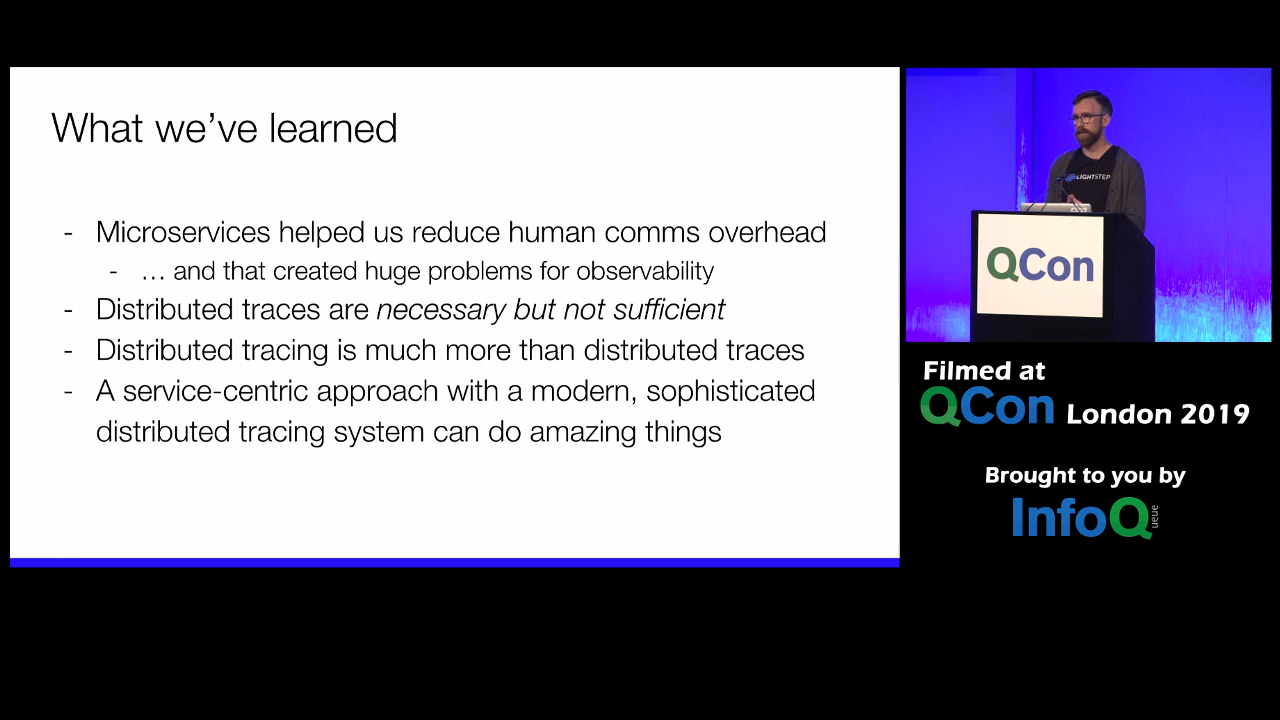 What we've learned
- Microservices helped us reduce human comms overhead
- … and that created huge problems for observability
- Distributed traces are necessary but not sufficient
- Distributed tracing is much more than distributed traces
- A service-centric approach with a modern, sophisticated
distributed tracing system can do amazing things
LIGHTSTEP
QCon
Filmed at
QCon London 2019
Brought to you by
InfoQueue